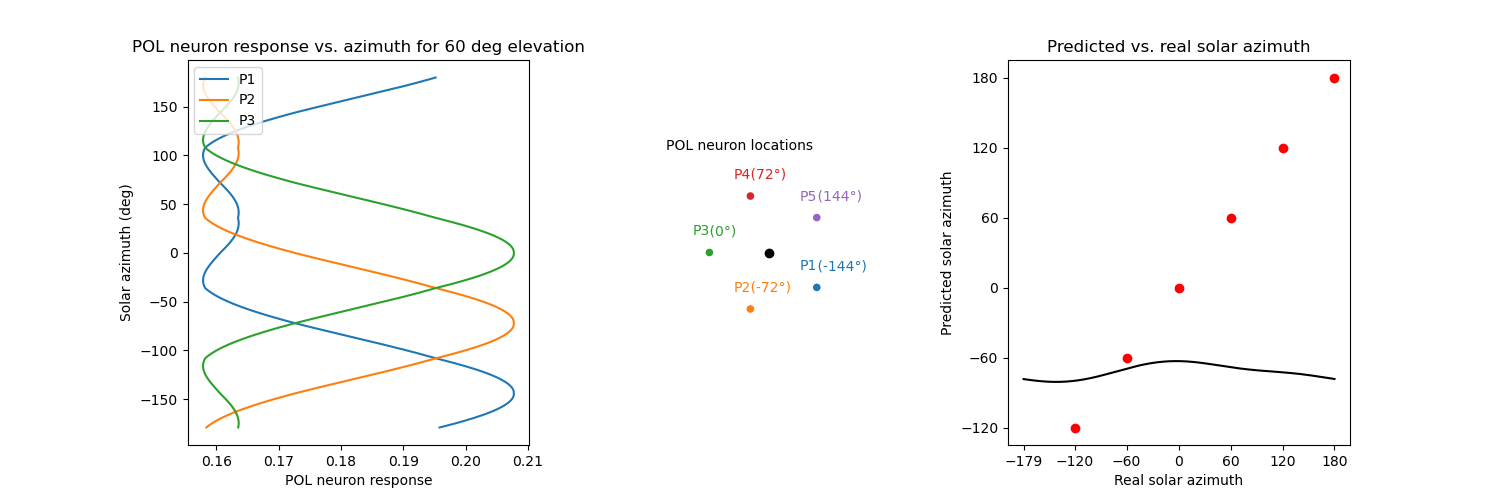 POL neuron response vs. azimuth for 60 deg elevation
P1
P2
P3
Solar azimuth (deg)
150
100
50
0
−50
−100
−150
0.16 0.17 0.18 0.19 0.20 0.21
POL neuron response
POL neuron locations
P4(72°)
P5(144°)
P3(0°)
P1(-144°)
P2(-72°)
Predicted vs. real solar azimuth
Predicted solar azimuth
180
120
60
0
−60
−120
−179 −120 −60 0 60 120 180
Real solar azimuth